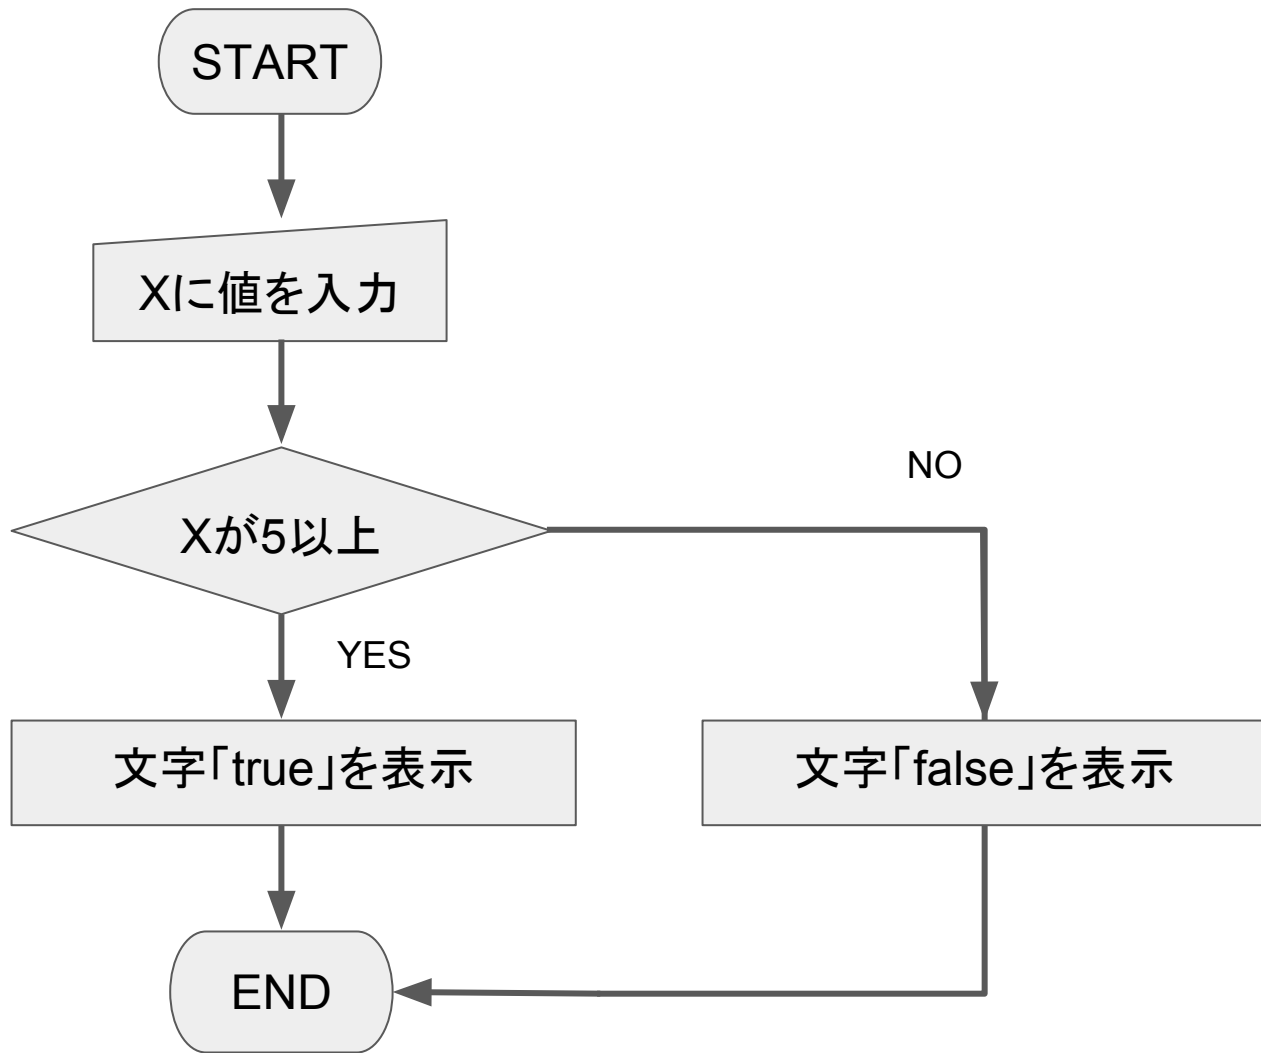 START
Xに値を入力
NO
Xが5以上
YES
文字「true」を表示
文字「false」を表示
END